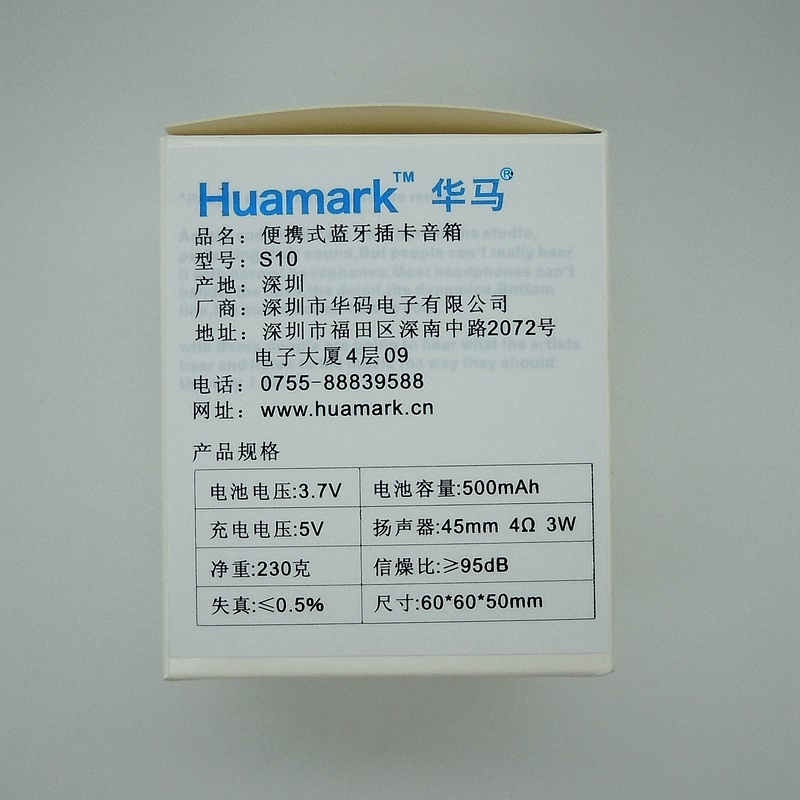 Huamark™ 华马®
品名：便携式蓝牙插卡音箱
型号：S10
产地：深圳
厂商：深圳市华码电子有限公司
地址：深圳市福田区深南中路2072号
电子大厦4层09
电话：0755-88839588
网址：www.huamark.cn
产品规格
电池电压:3.7V 电池容量:500mAh
充电电压:5V 扬声器:45mm 4Ω 3W
净重:230克 信燥比:≥95dB
失真:≤0.5% 尺寸:60*60*50mm